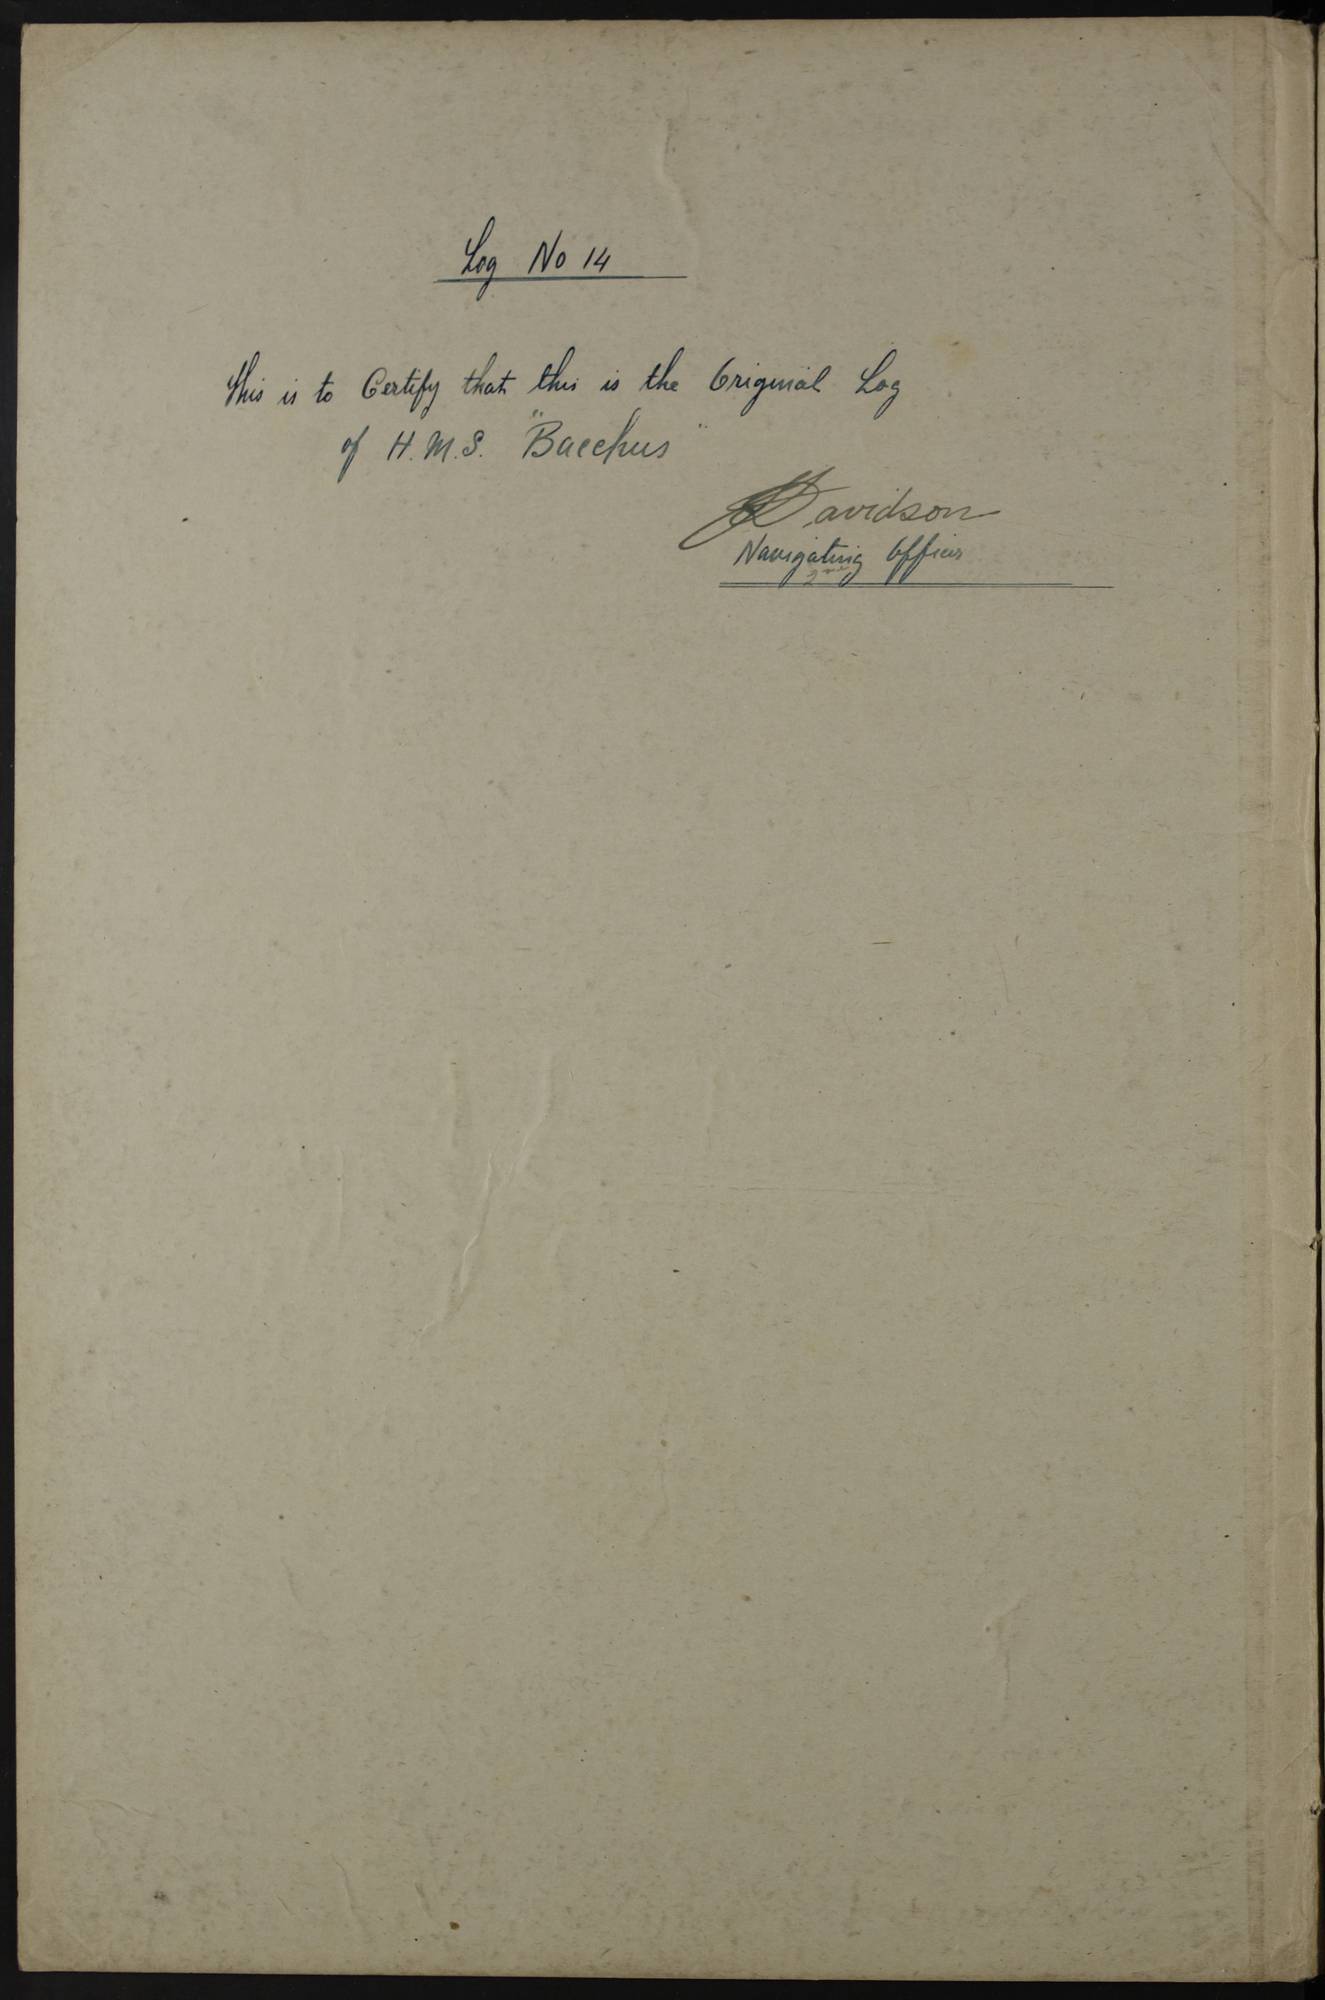 Log No 14
This is to Certify that this is the Original Log
of H.M.S. "Bacchus"
Davidson
Navigating Officer